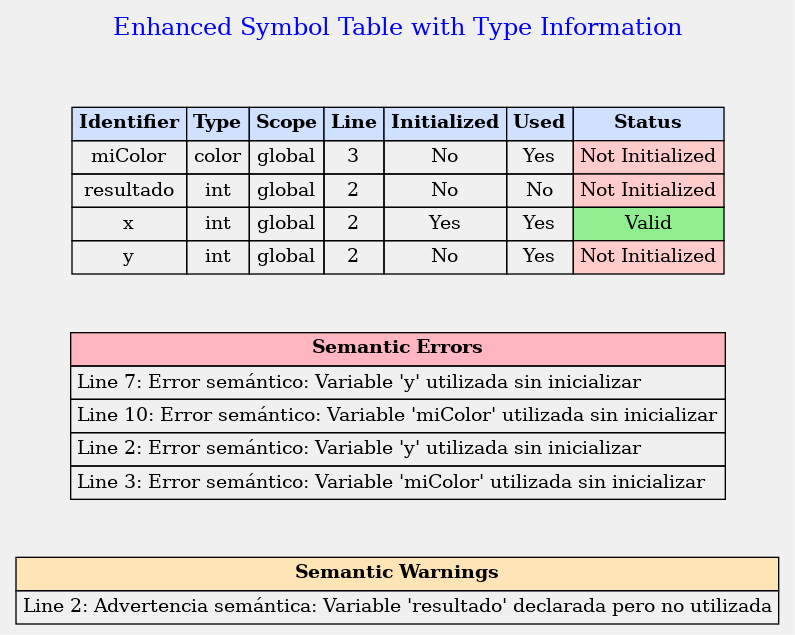 Enhanced Symbol Table with Type Information
Identifier Type Scope Line Initialized Used Status
miColor color global 3 No Yes Not Initialized
resultado int global 2 No No Not Initialized
x int global 2 Yes Yes Valid
y int global 2 No Yes Not Initialized
Semantic Errors
Line 7: Error semántico: Variable 'y' utilizada sin inicializar
Line 10: Error semántico: Variable 'miColor' utilizada sin inicializar
Line 2: Error semántico: Variable 'y' utilizada sin inicializar
Line 3: Error semántico: Variable 'miColor' utilizada sin inicializar
Semantic Warnings
Line 2: Advertencia semántica: Variable 'resultado' declarada pero no utilizada